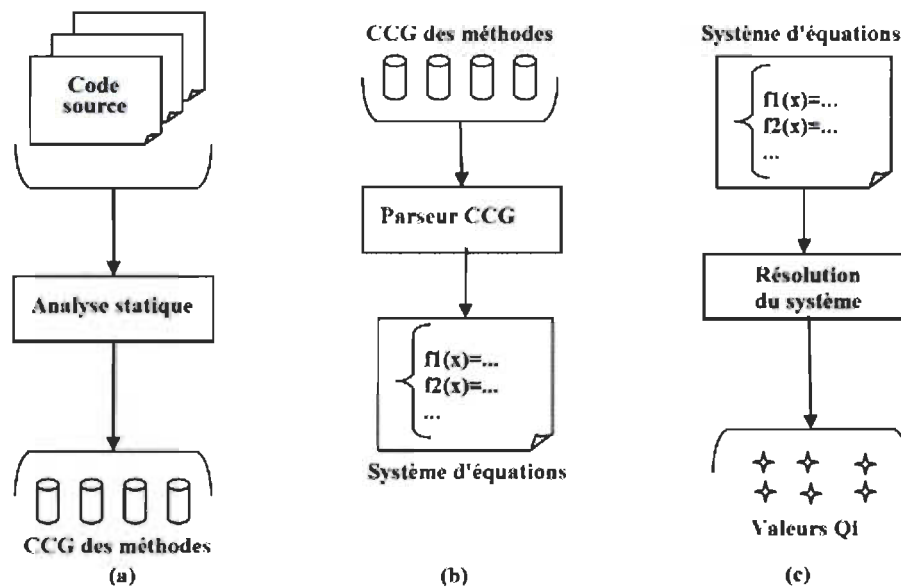 Code
source
Analyse statique
CCG des méthodes
(a)
CCG des méthodes
Parseur CCG
f1(x)=...
f2(x)=...
...
Système d'équations
(b)
Système d'équations
f1(x)=...
f2(x)=...
...
Résolution
du système
Valeurs Qi
(c)